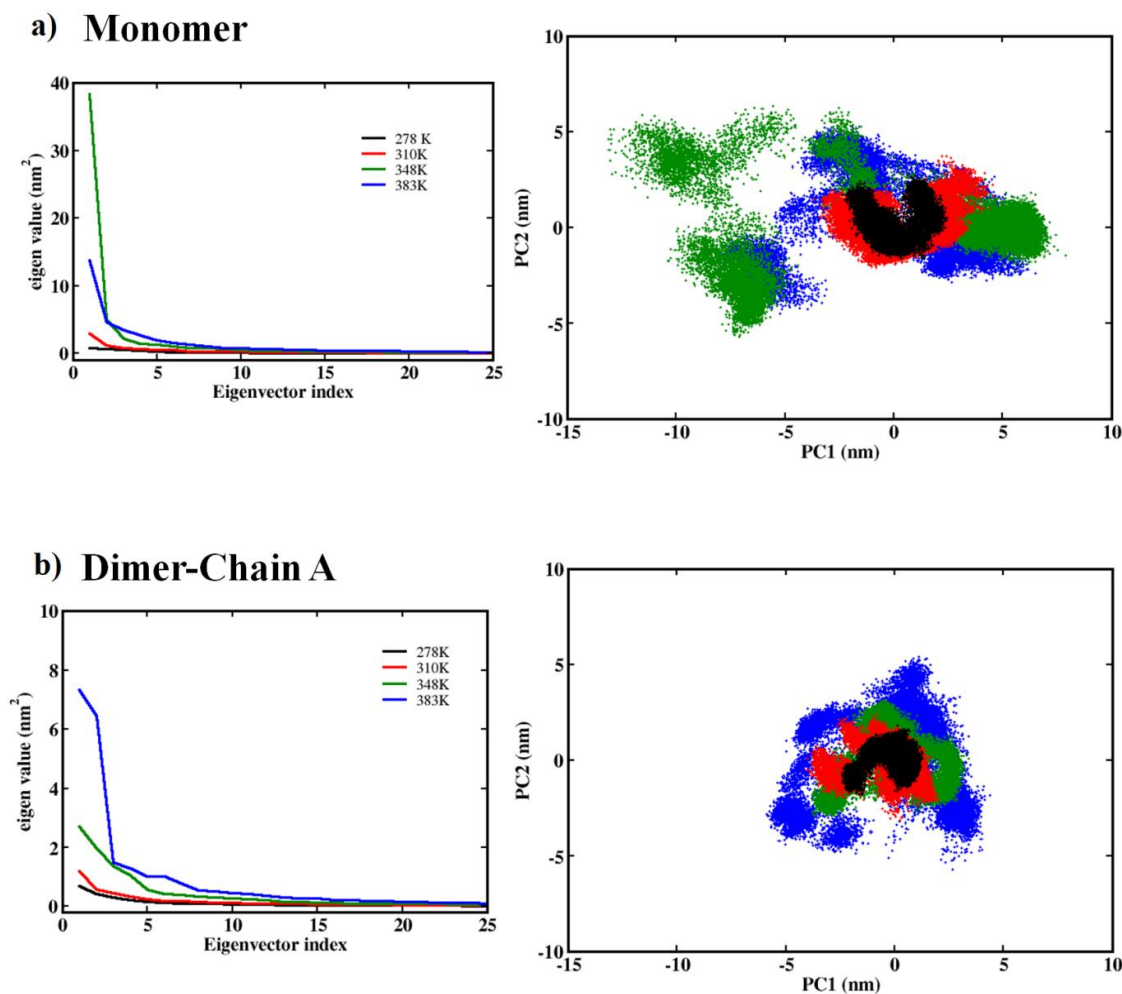 a) Monomer
40
30
20
10
0
eigen value (nm²)
278 K
310K
348K
383K
0 5 10 15 20 25
Eigenvector index
10
5
0
-5
-10
PC2 (nm)
-15 -10 -5 0 5 10
PC1 (nm)
b) Dimer-Chain A
10
8
6
4
2
0
eigen value (nm²)
278K
310K
348K
383K
0 5 10 15 20 25
Eigenvector index
10
5
0
-5
-10
PC2 (nm)
-15 -10 -5 0 5 10
PC1 (nm)